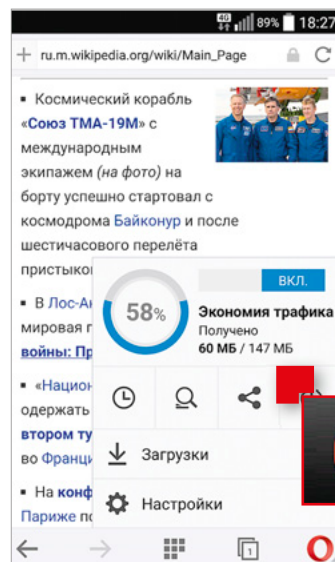 4G 89% 18:27
ru.m.wikipedia.org/wiki/Main_Page
▪ Космический корабль
«Союз ТМА-19М» с
международным
экипажем (на фото) на
борту успешно стартовал с
космодрома Байконур и после
шестичасового перелёта
пристыко
▪ В Лос-А
мировая п
войны: Пр
▪ «Национ
одержать
втором ту
во Франци
▪ На конф
Париже по
58%
ВКЛ.
Экономия трафика
Получено
60 МБ / 147 МБ
Загрузки
Настройки
1